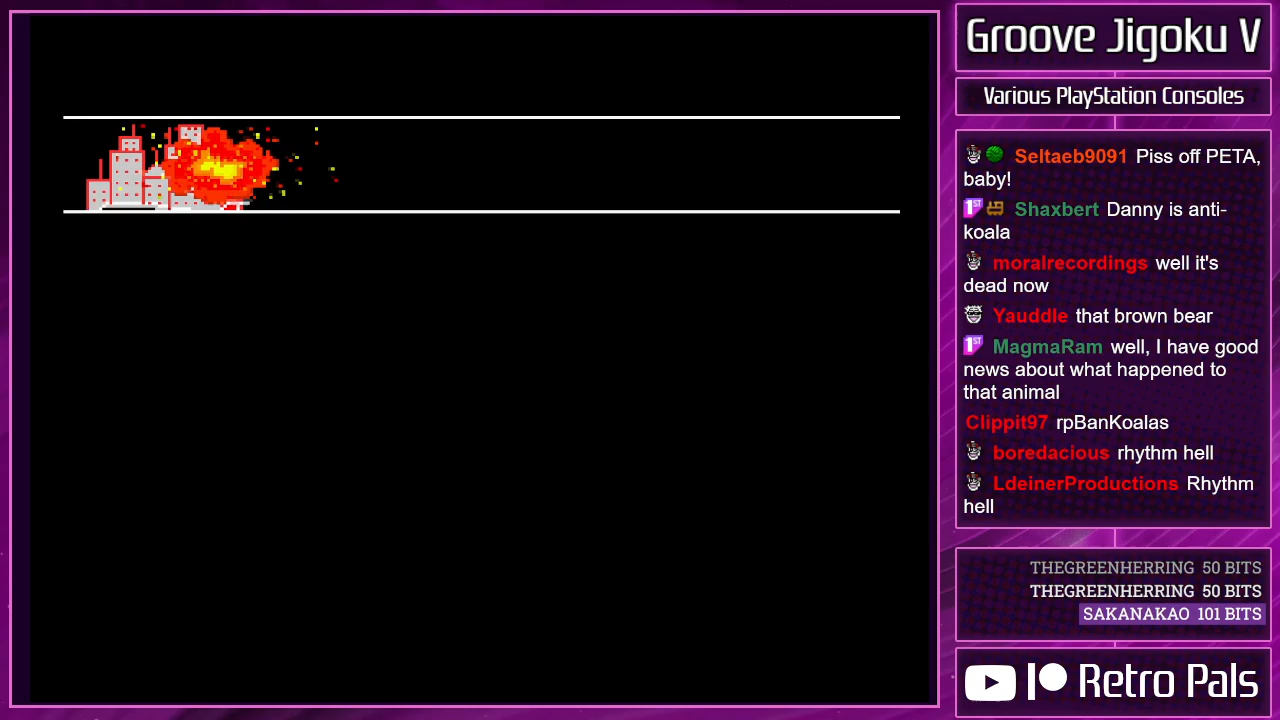 Groove Jigoku V
Various PlayStation Consoles
Seltaeb9091 Piss off PETA,
baby!
Shaxbert Danny is anti-
koala
moralrecordings well it's
dead now
Yauddle that brown bear
MagmaRam well, I have good
news about what happened to
that animal
Clippit97 rpBanKoalas
boredacious rhythm hell
LdeinerProductions Rhythm
hell
THEGREENHERRING 50 BITS
THEGREENHERRING 50 BITS
SAKANAKAO 101 BITS
Retro Pals